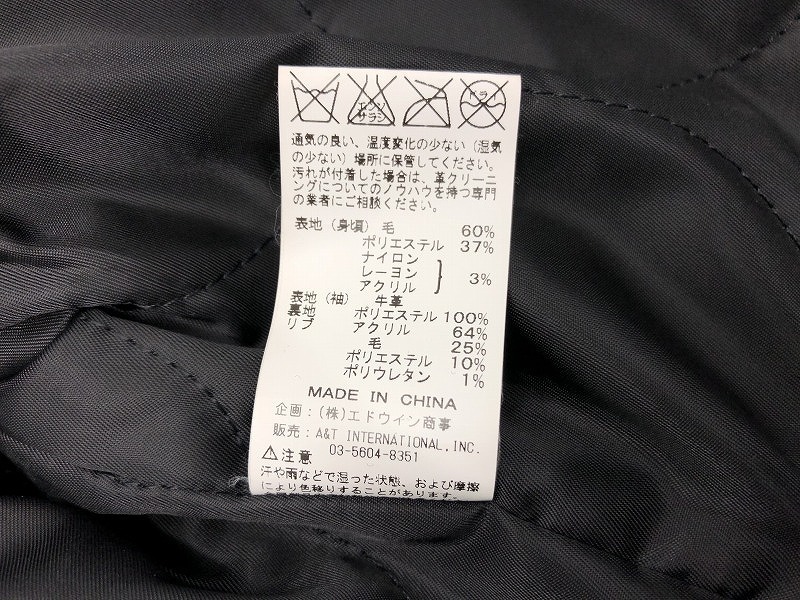 エンソ
サラシ
ドライ
通気の良い、温度変化の少ない(湿気
の少ない)場所に保管してください。
汚れが付着した場合は、革クリーニ
ングについてのノウハウを持つ専門
の業者にご相談ください。
表地(身頃) 毛 60%
ポリエステル 37%
ナイロン
レーヨン 3%
アクリル
表地(袖) 牛革
裏地 ポリエステル 100%
リブ アクリル 64%
毛 25%
ポリエステル 10%
ポリウレタン 1%
MADE IN CHINA
企画:(株)エドウイン商事
販売:A&T INTERNATIONAL,INC.
03-5604-8351
⚠注意
汗や雨などで湿った状態、および摩擦
により色移りすることがあります。